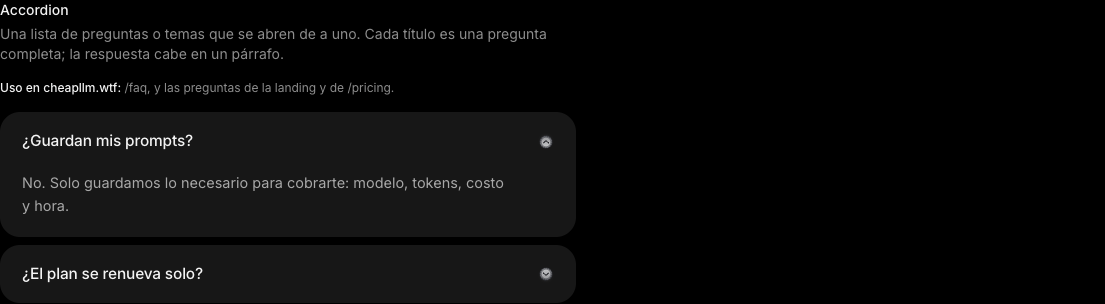 Accordion
Una lista de preguntas o temas que se abren de a uno. Cada título es una pregunta
completa; la respuesta cabe en un párrafo.
Uso en cheapllm.wtf: /faq, y las preguntas de la landing y de /pricing.
¿Guardan mis prompts?
No. Solo guardamos lo necesario para cobrarte: modelo, tokens, costo
y hora.
¿El plan se renueva solo?